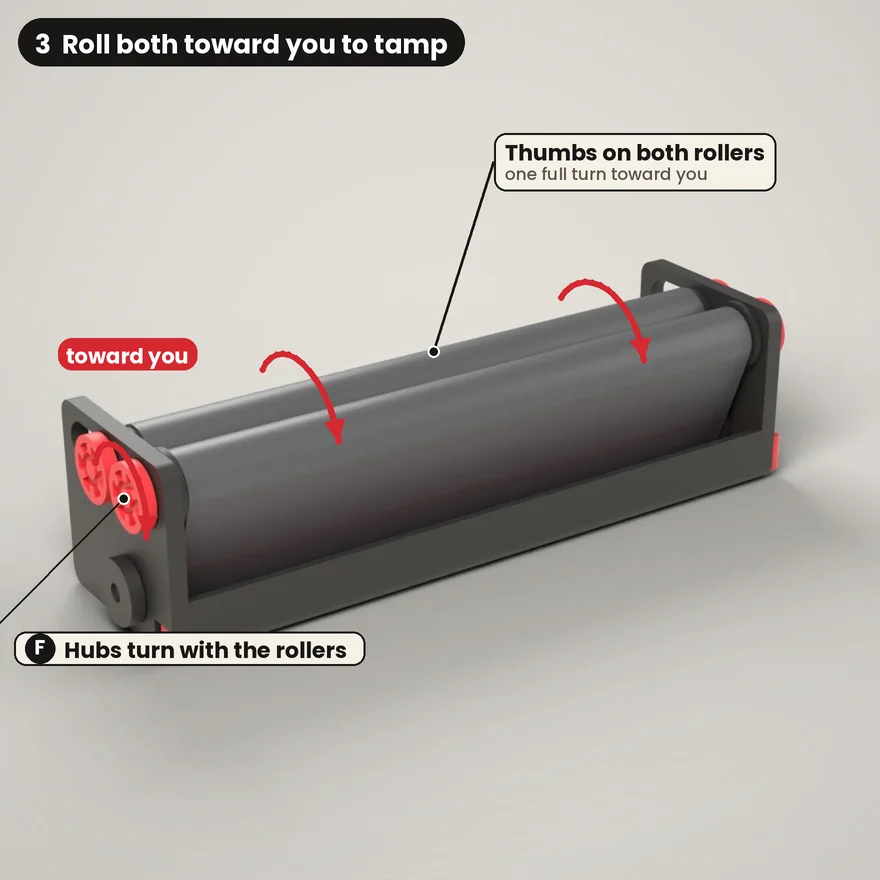 3 Roll both toward you to tamp
Thumbs on both rollers
one full turn toward you
toward you
F Hubs turn with the rollers